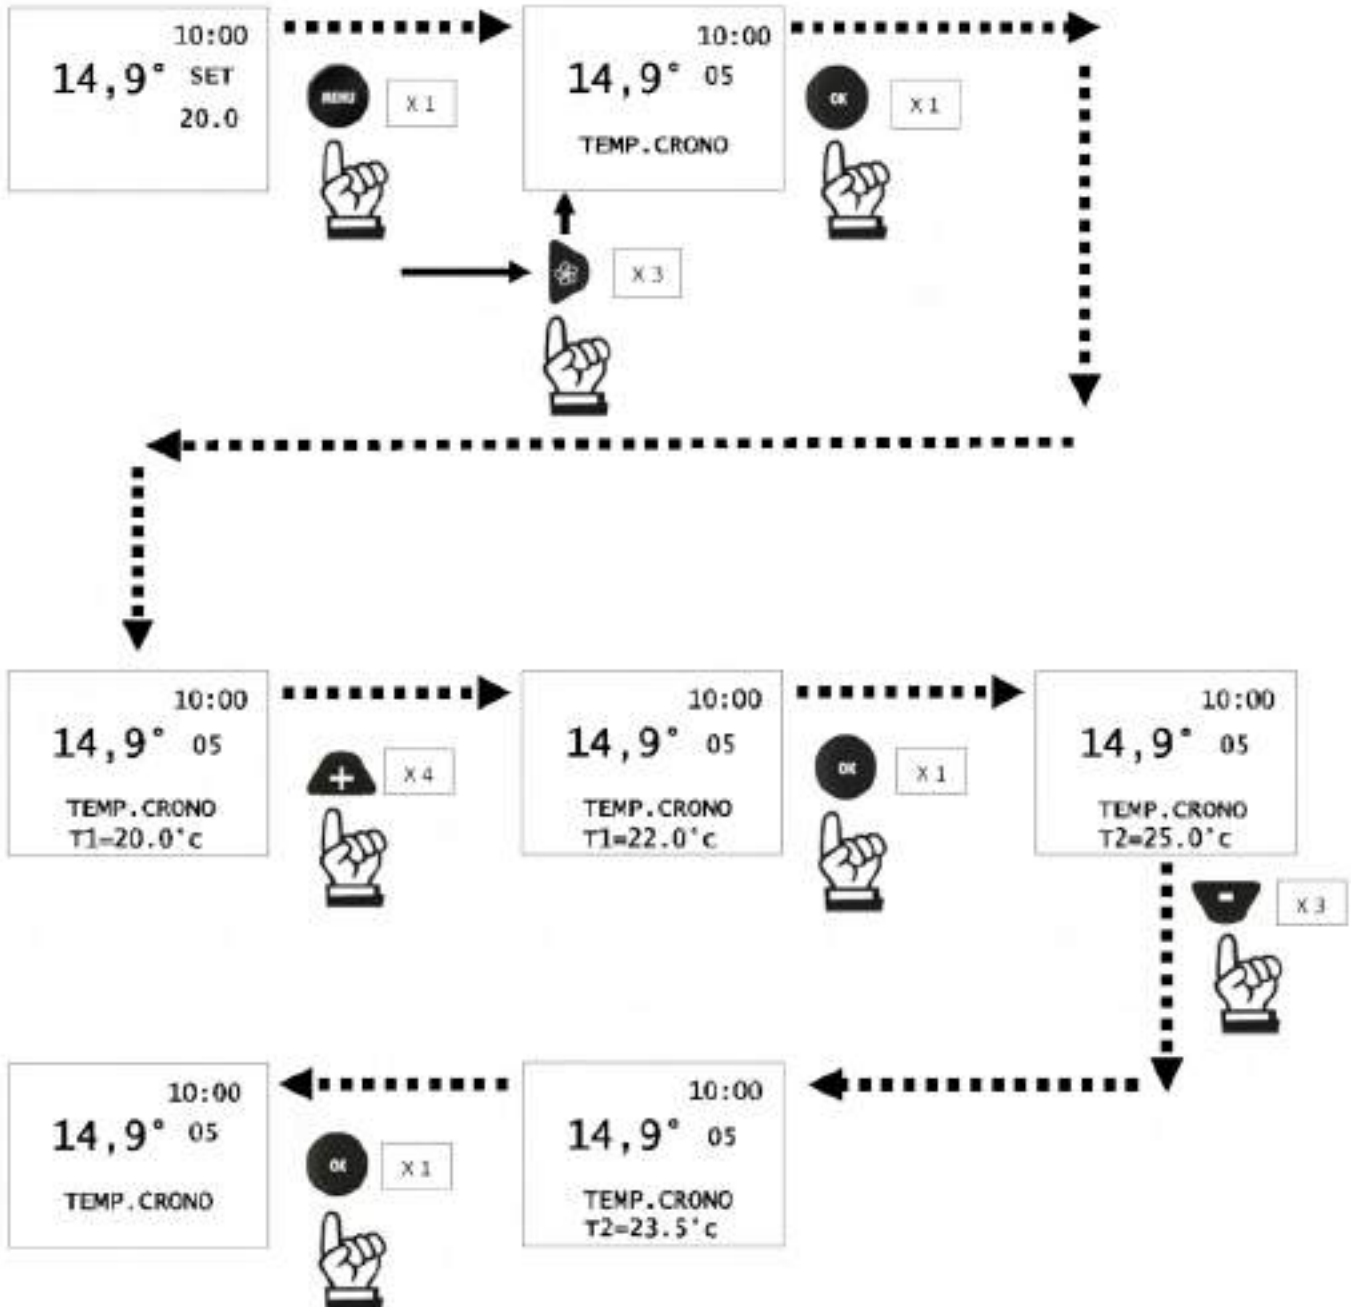 10:00
14,9° SET
20.0
MENU
X 1
10:00
14,9° 05
TEMP.CRONO
OK
X 1
X 3
10:00
14,9° 05
TEMP.CRONO
T1=20.0°c
+
X 4
10:00
14,9° 05
TEMP.CRONO
T1=22.0°c
OK
X 1
10:00
14,9° 05
TEMP.CRONO
T2=25.0°c
-
X 3
10:00
14,9° 05
TEMP.CRONO
T2=23.5°c
OK
X 1
10:00
14,9° 05
TEMP.CRONO